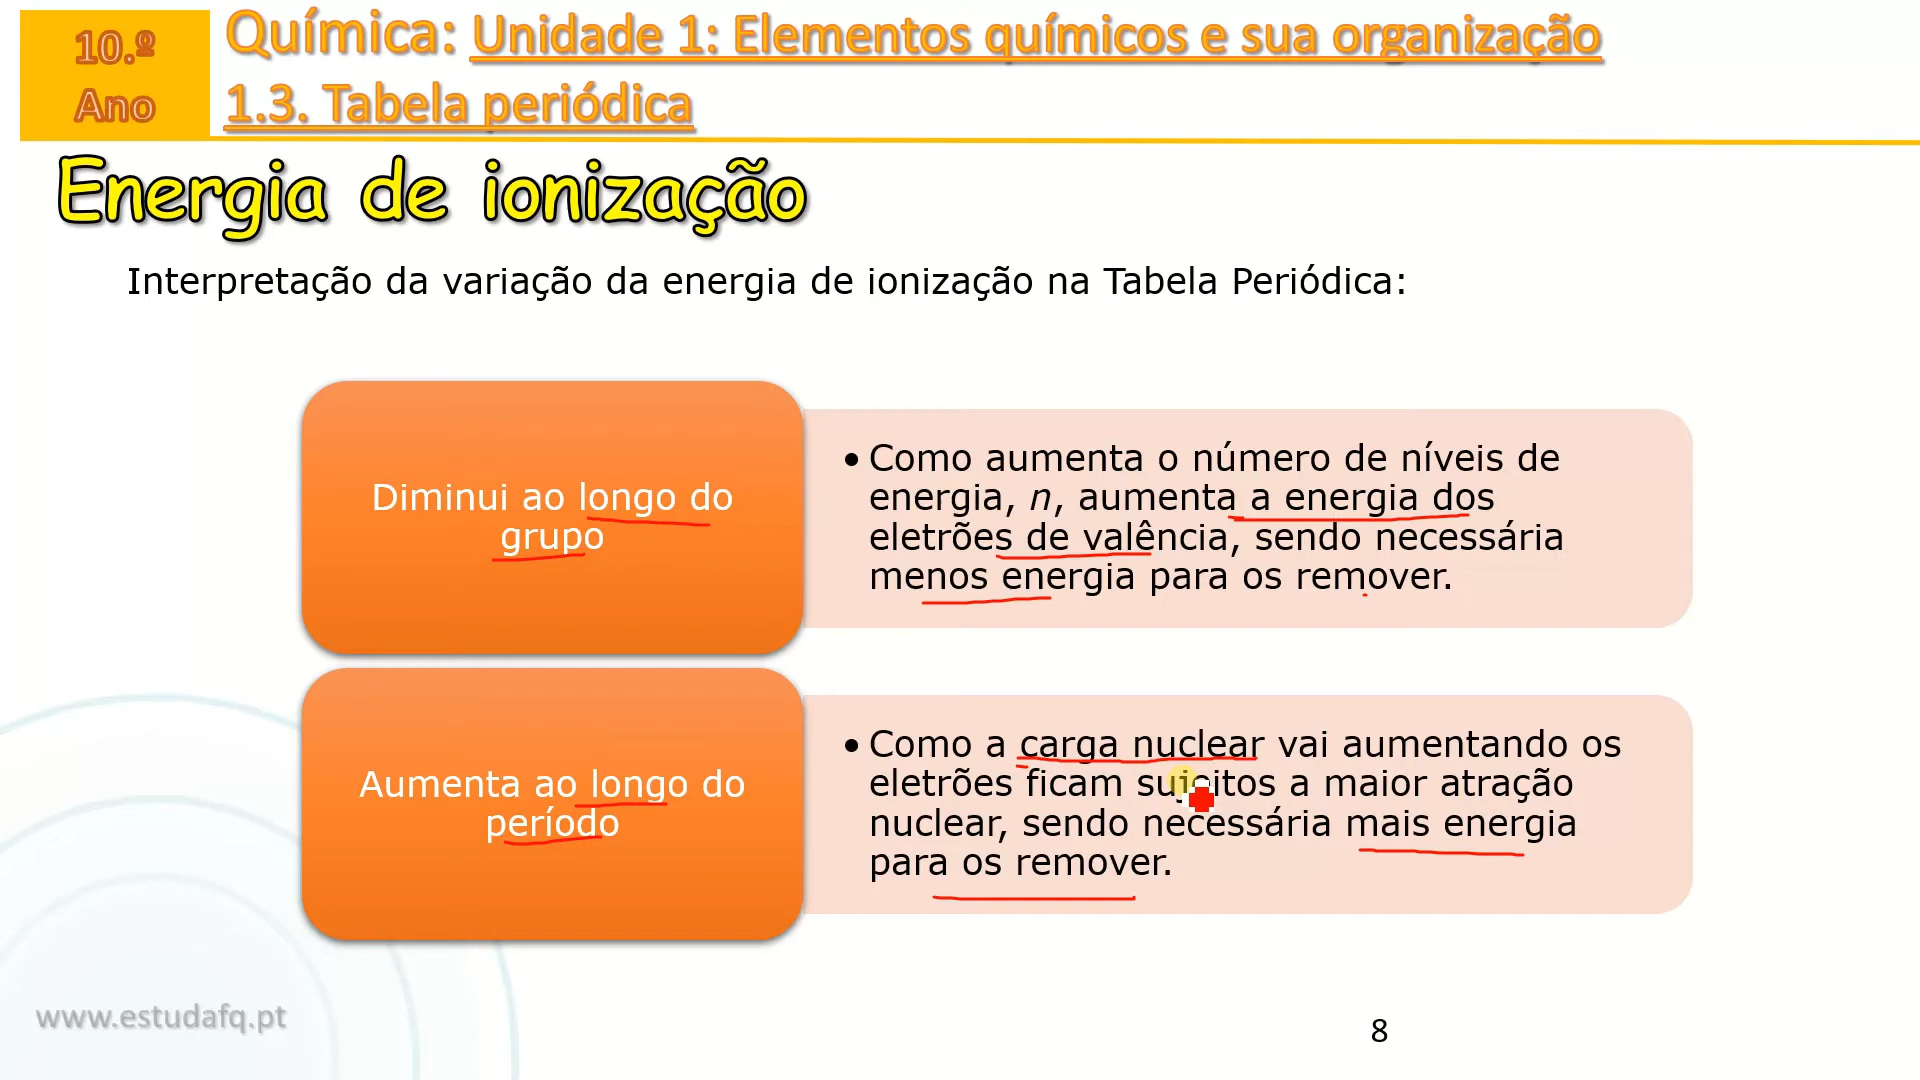 10.º
Ano
Química: Unidade 1: Elementos químicos e sua organização
1.3. Tabela periódica
Energia de ionização
Interpretação da variação da energia de ionização na Tabela Periódica:
Diminui ao longo do
grupo
• Como aumenta o número de níveis de
energia, n, aumenta a energia dos
eletrões de valência, sendo necessária
menos energia para os remover.
Aumenta ao longo do
período
• Como a carga nuclear vai aumentando os
eletrões ficam sujeitos a maior atração
nuclear, sendo necessária mais energia
para os remover.
www.estudafq.pt
8